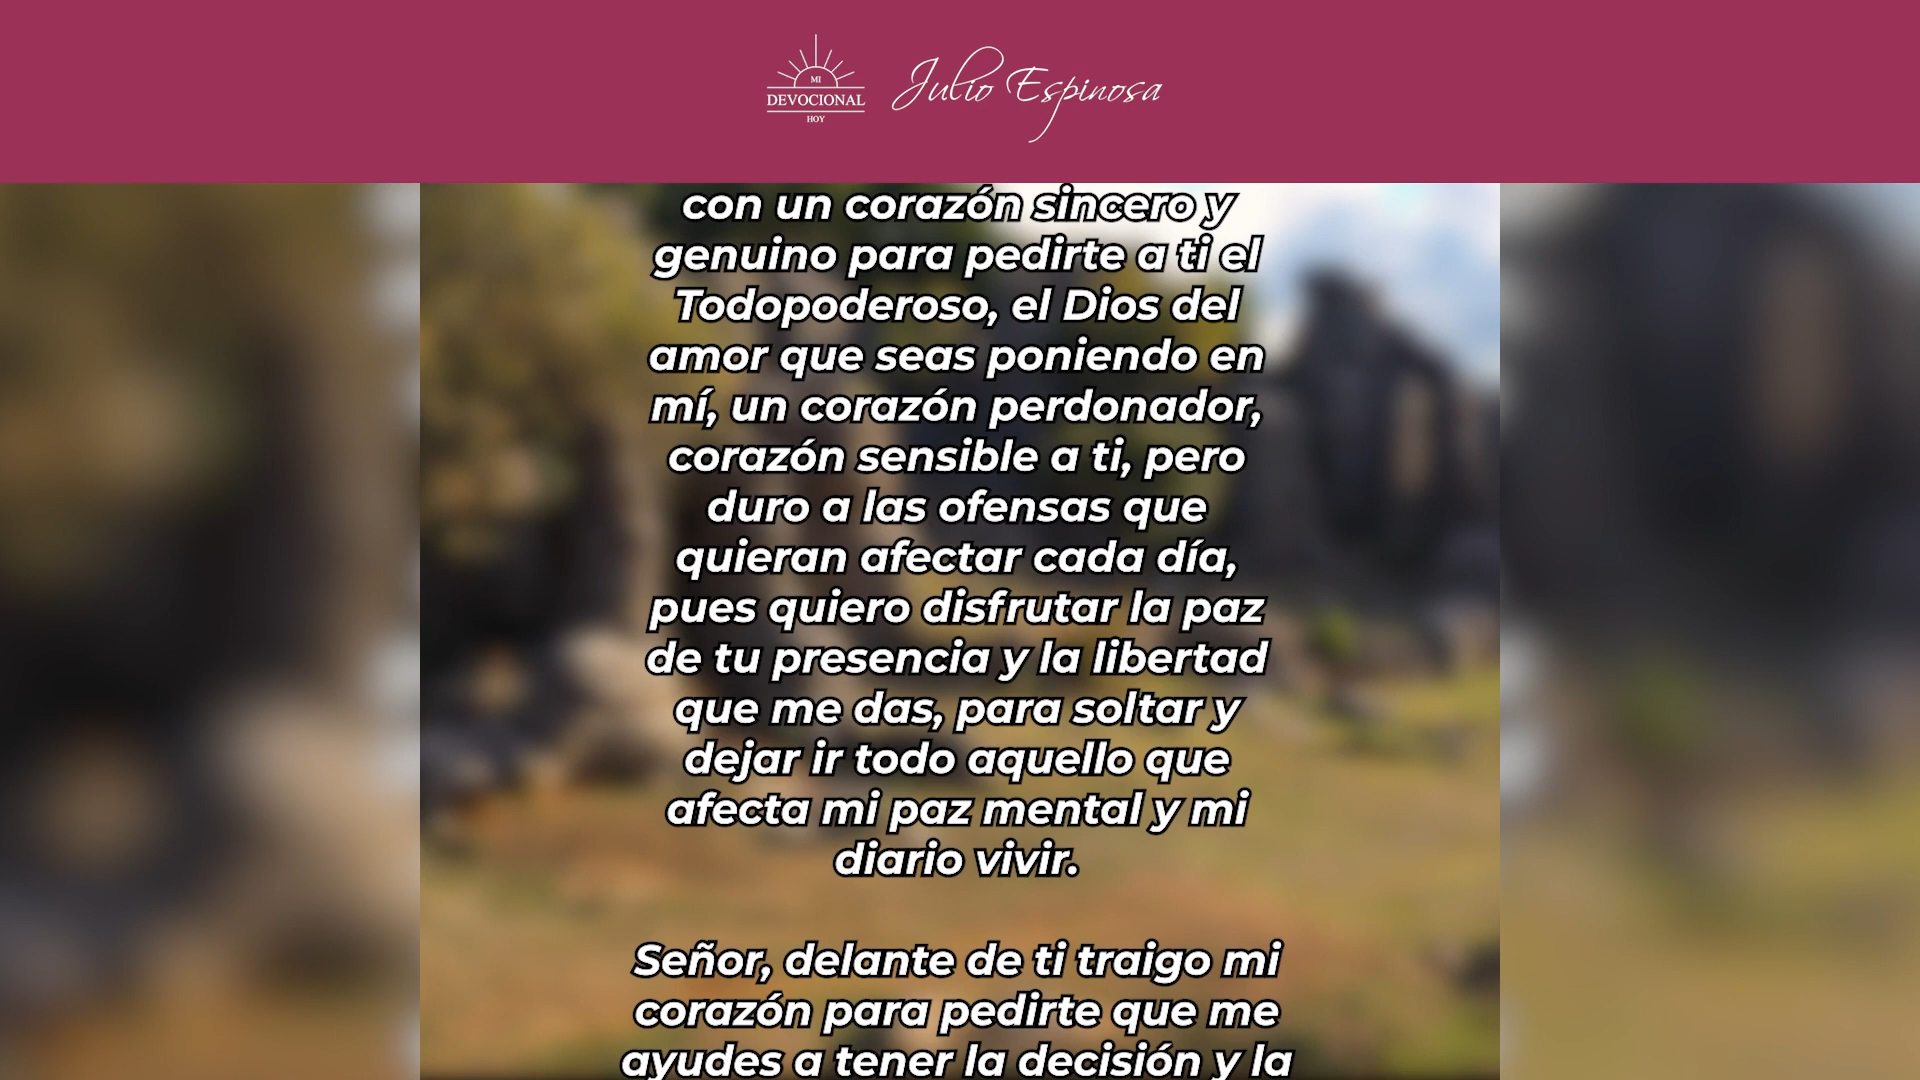 MI
DEVOCIONAL
HOY
Julio Espinosa
con un corazón sincero y
genuino para pedirte a ti el
Todopoderoso, el Dios del
amor que seas poniendo en
mí, un corazón perdonador,
corazón sensible a ti, pero
duro a las ofensas que
quieran afectar cada día,
pues quiero disfrutar la paz
de tu presencia y la libertad
que me das, para soltar y
dejar ir todo aquello que
afecta mi paz mental y mi
diario vivir.
Señor, delante de ti traigo mi
corazón para pedirte que me
ayudes a tener la decisión y la